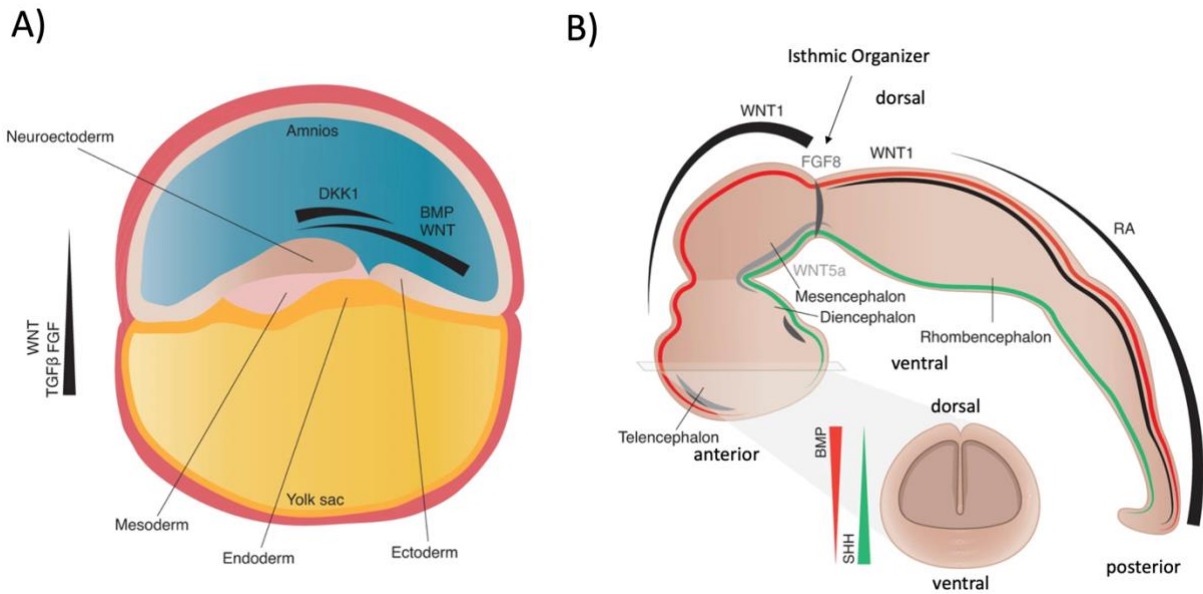 A)
Neuroectoderm
Amnios
DKK1
BMP
WNT
WNT
TGFβ FGF
Yolk sac
Mesoderm
Endoderm
Ectoderm
B)
Isthmic Organizer
dorsal
WNT1
FGF8
WNT1
RA
WNT5a
Mesencephalon
Diencephalon
Rhombencephalon
ventral
Telencephalon
anterior
dorsal
BMP
SHH
ventral
posterior